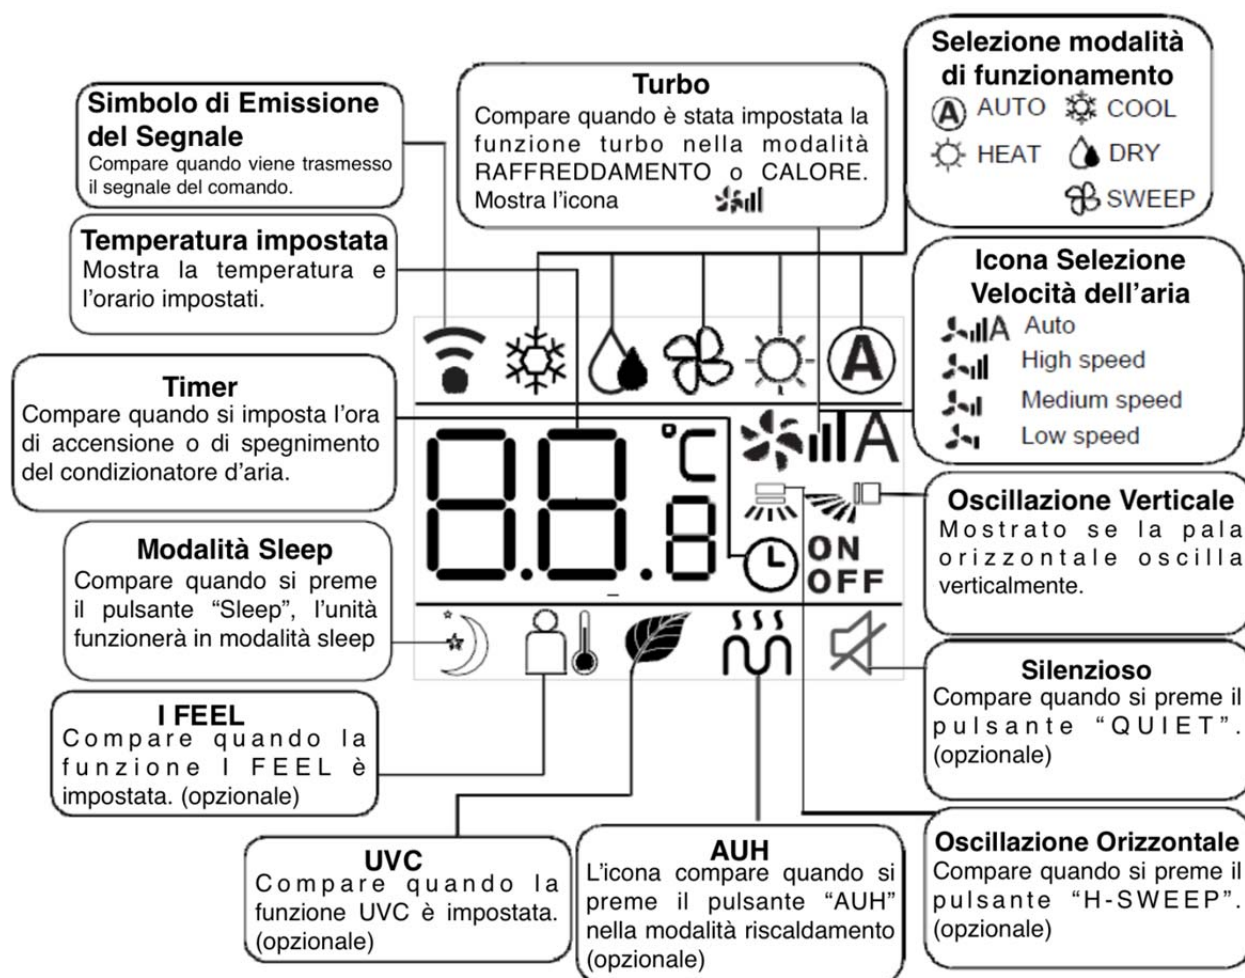 Selezione modalità
di funzionamento
A AUTO COOL
HEAT DRY
SWEEP
Turbo
Compare quando è stata impostata la
funzione turbo nella modalità
RAFFREDDAMENTO o CALORE.
Mostra l'icona
Simbolo di Emissione
del Segnale
Compare quando viene trasmesso
il segnale del comando.
Temperatura impostata
Mostra la temperatura e
l'orario impostati.
Icona Selezione
Velocità dell'aria
A Auto
High speed
Medium speed
Low speed
Timer
Compare quando si imposta l'ora
di accensione o di spegnimento
del condizionatore d'aria.
A
88.8 °C
A
ON
OFF
Oscillazione Verticale
Mostrato se la pala
orizzontale oscilla
verticalmente.
Modalità Sleep
Compare quando si preme
il pulsante “Sleep”, l'unità
funzionerà in modalità sleep
Silenzioso
Compare quando si preme il
pulsante “QUIET”.
(opzionale)
I FEEL
Compare quando la
funzione I FEEL è
impostata. (opzionale)
UVC
Compare quando la
funzione UVC è impostata.
(opzionale)
AUH
L'icona compare quando si
preme il pulsante “AUH”
nella modalità riscaldamento
(opzionale)
Oscillazione Orizzontale
Compare quando si preme il
pulsante “H-SWEEP”.
(opzionale)